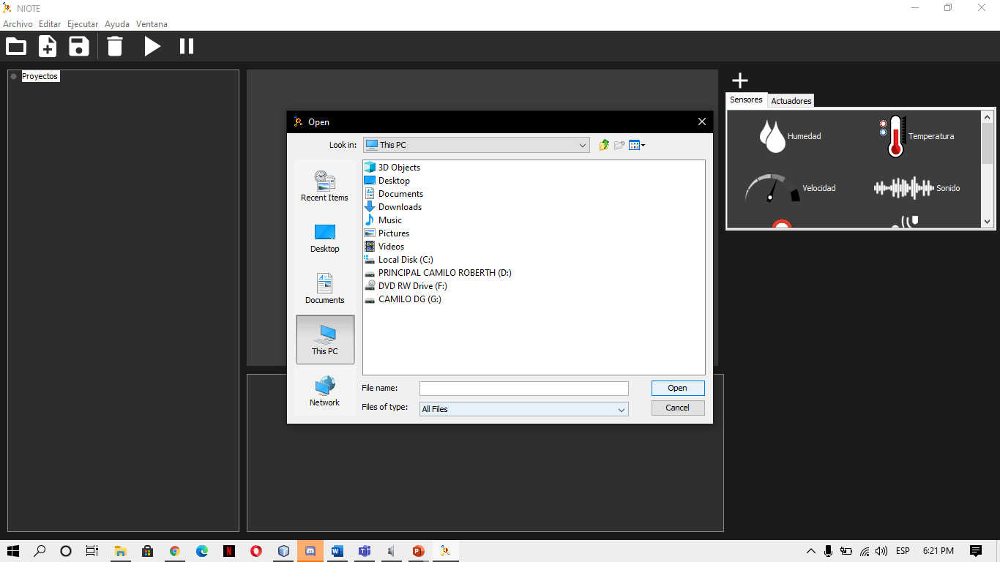 NIOTE
Archivo Editar Ejecutar Ayuda Ventana
Proyectos
Sensores Actuadores
Humedad Temperatura
Velocidad Sonido
Open
Look in: This PC
Recent Items
Desktop
Documents
This PC
Network
3D Objects
Desktop
Documents
Downloads
Music
Pictures
Videos
Local Disk (C:)
PRINCIPAL CAMILO ROBERTH (D:)
DVD RW Drive (F:)
CAMILO DG (G:)
File name: Open
Files of type: All Files Cancel
ESP 6:21 PM